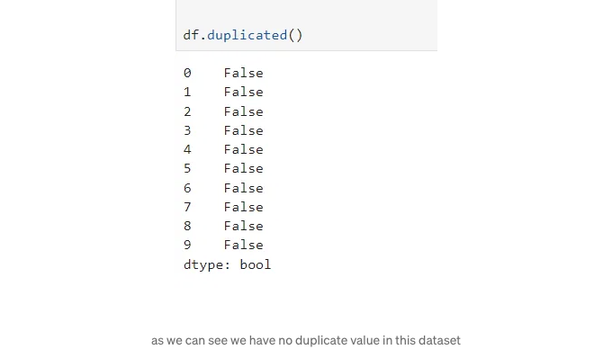 df.duplicated()
0 False
1 False
2 False
3 False
4 False
5 False
6 False
7 False
8 False
9 False
dtype: bool
as we can see we have no duplicate value in this dataset